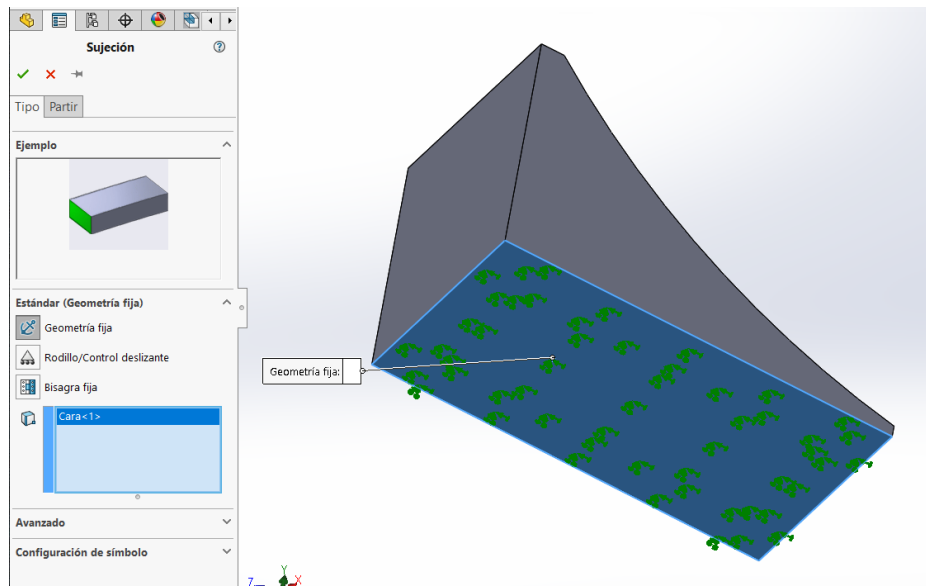 Sujeción
Tipo Partir
Ejemplo
Estándar (Geometría fija)
Geometría fija
Rodillo/Control deslizante
Bisagra fija
Cara<1>
Avanzado
Configuración de símbolo
Geometría fija:
Y
Z X